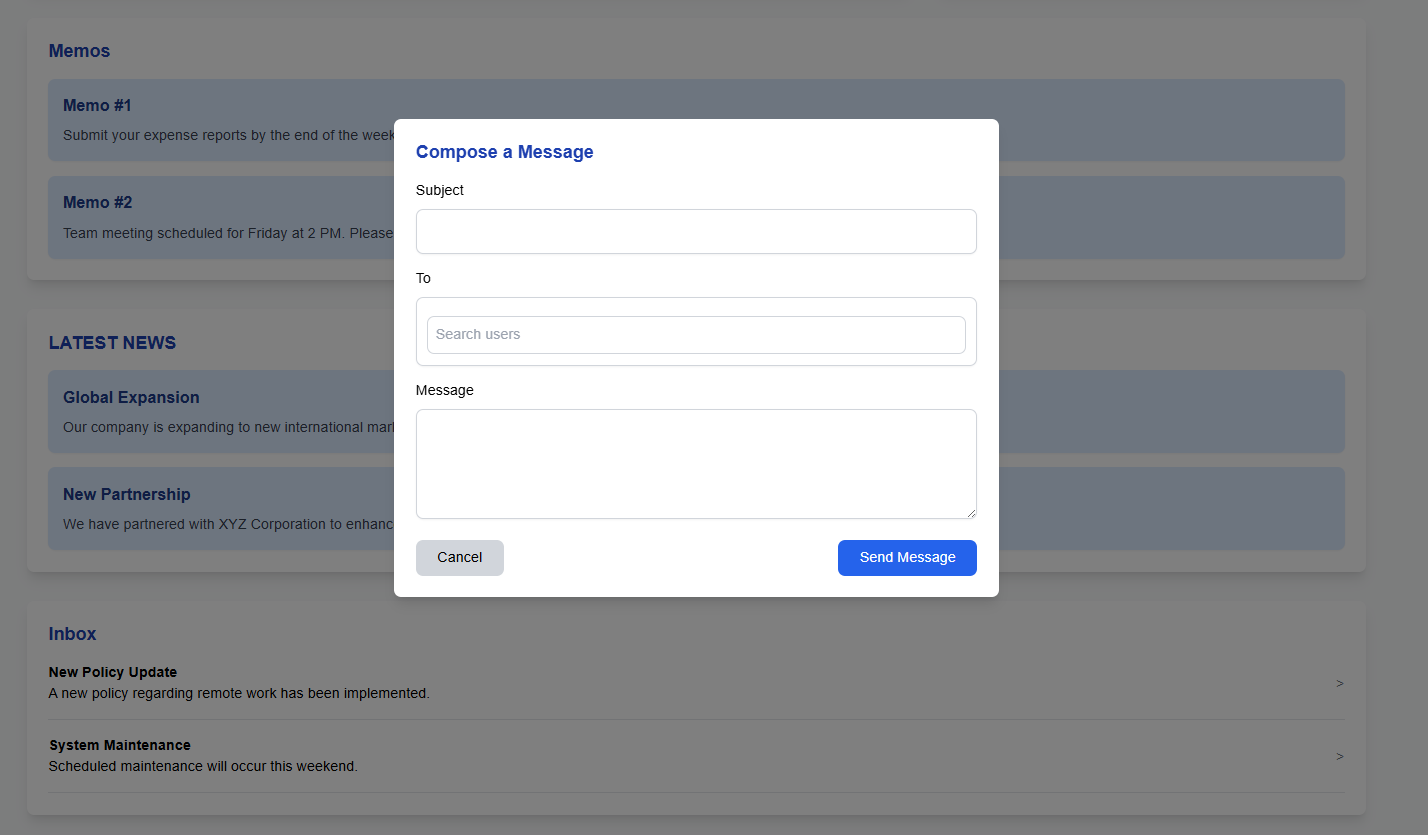 Memos
Memo #1
Submit your expense reports by the end of the week
Memo #2
Team meeting scheduled for Friday at 2 PM. Please
LATEST NEWS
Global Expansion
Our company is expanding to new international
New Partnership
We have partnered with XYZ Corporation to
Inbox
New Policy Update
A new policy regarding remote work has been implemented.
>
System Maintenance
Scheduled maintenance will occur this weekend.
>
Compose a Message
Subject
To
Search users
Message
Cancel
Send Message